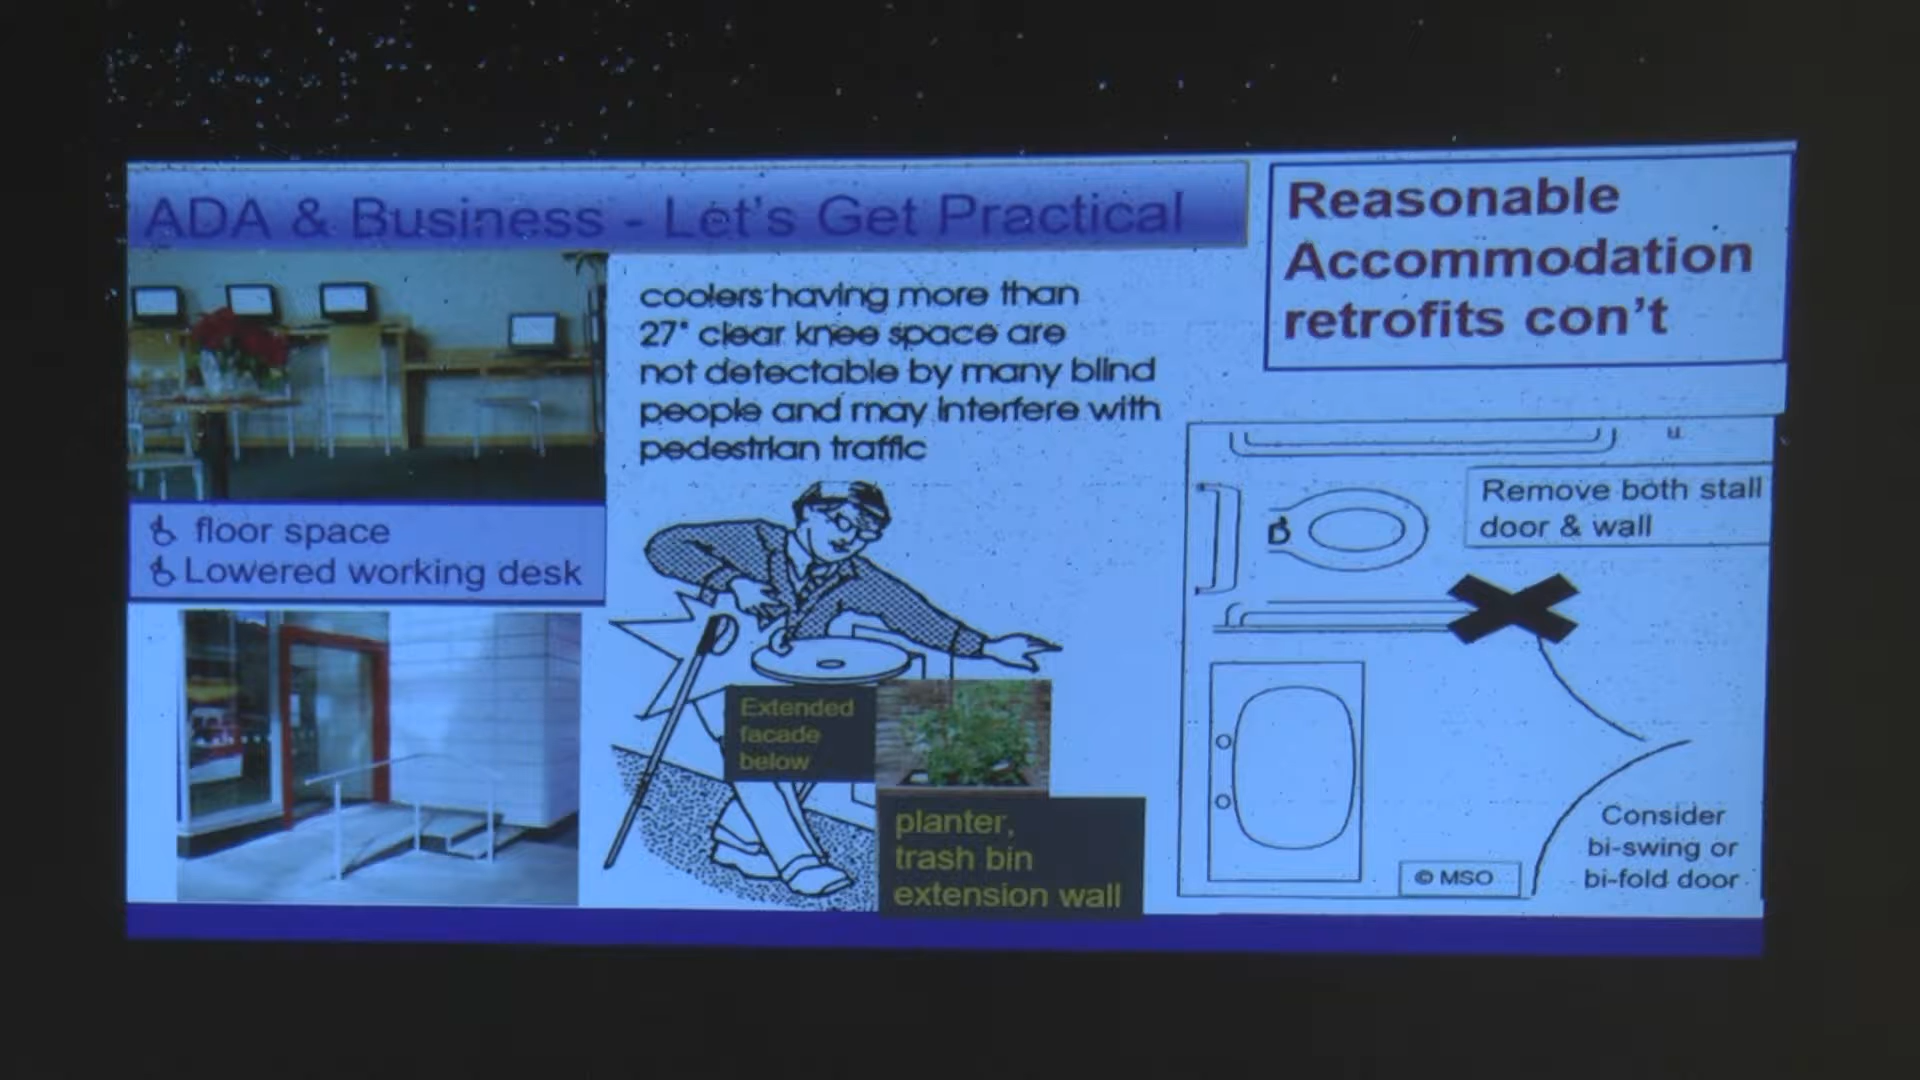 ADA & Business - Let's Get Practical
Reasonable
Accommodation
retrofits con't
coolers having more than
27" clear knee space are
not detectable by many blind
people and may interfere with
pedestrian traffic
floor space
Lowered working desk
Extended
facade
below
planter,
trash bin
extension wall
Remove both stall
door & wall
Consider
bi-swing or
bi-fold door
© MSO